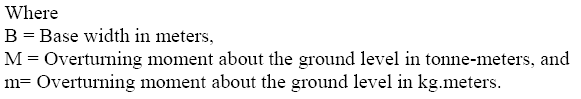 Where
B = Base width in meters,
M = Overturning moment about the ground level in tonne-meters, and
m= Overturning moment about the ground level in kg.meters.